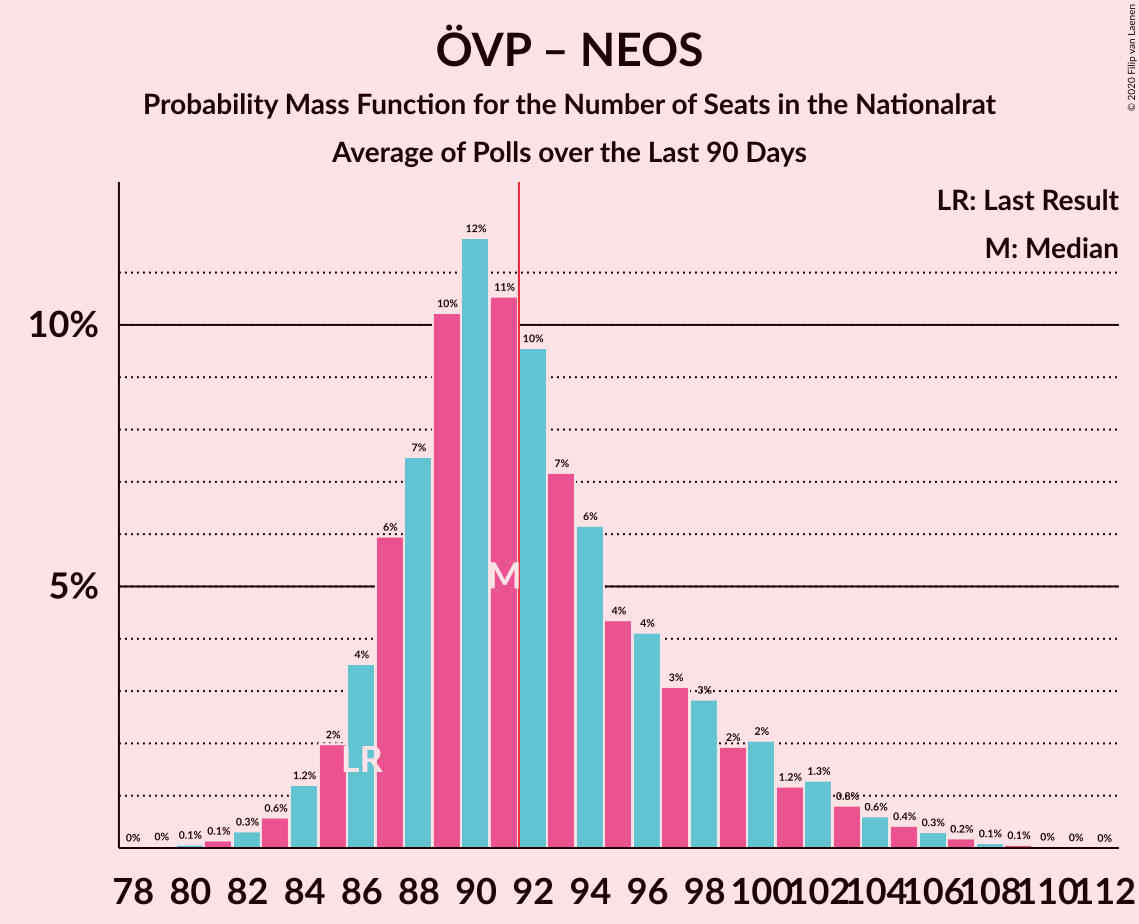 ÖVP – NEOS
Probability Mass Function for the Number of Seats in the Nationalrat
Average of Polls over the Last 90 Days
© 2020 Filip van Laenen
LR: Last Result
M: Median
10%
5%
0% 0% 0.1% 0.1% 0.3% 0.6% 1.2% 2% 4% 6% 7% 10% 12% 11% 10% 7% 6% 4% 4% 3% 3% 2% 2% 1.2% 1.3% 0.8% 0.6% 0.4% 0.3% 0.2% 0.1% 0.1% 0% 0% 0%
M
LR
78 80 82 84 86 88 90 92 94 96 98 100 102 104 106 108 110 112